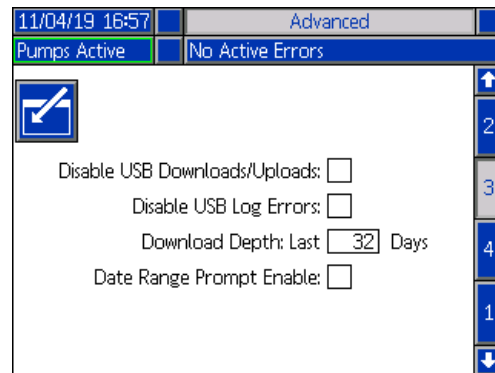 11/04/19 16:57 Advanced
Pumps Active No Active Errors
2
Disable USB Downloads/Uploads:
3
Disable USB Log Errors:
Download Depth: Last 32 Days
4
Date Range Prompt Enable:
1